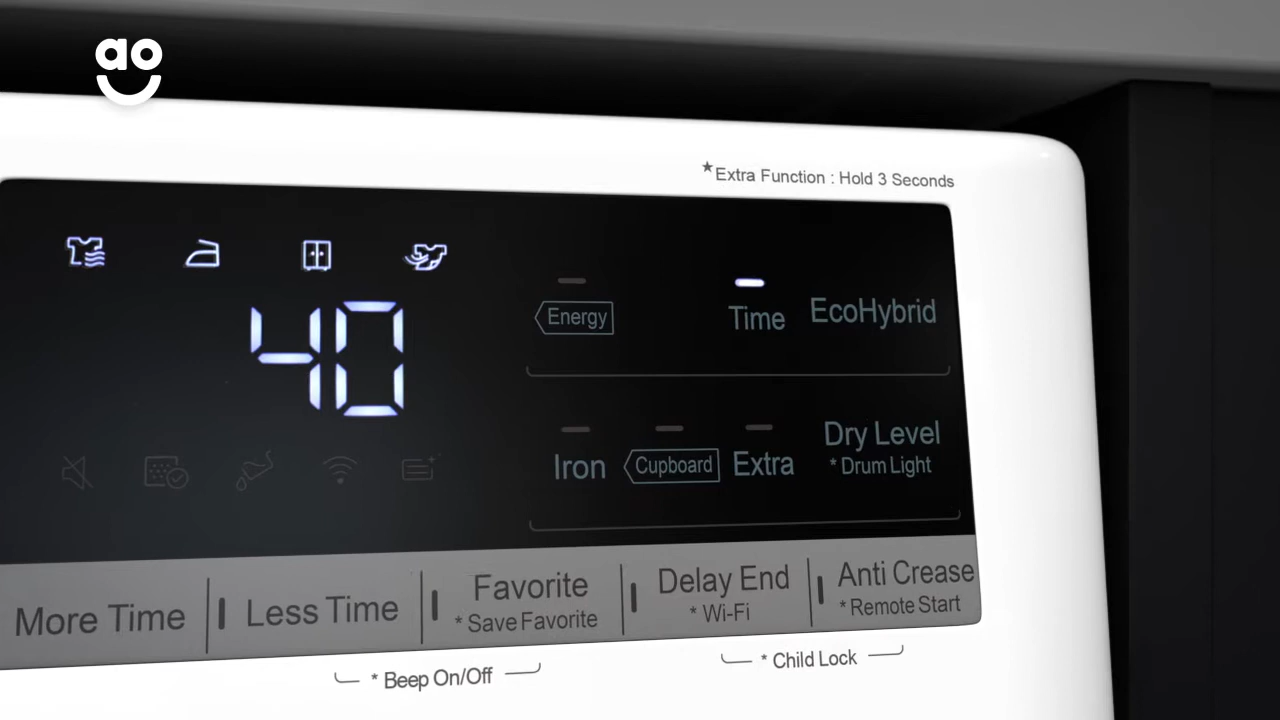 ao
*Extra Function : Hold 3 Seconds
40
Energy
Time
EcoHybrid
Iron
Cupboard
Extra
Dry Level
* Drum Light
More Time
Less Time
Favorite
* Save Favorite
Delay End
* Wi-Fi
Anti Crease
* Remote Start
* Beep On/Off
* Child Lock